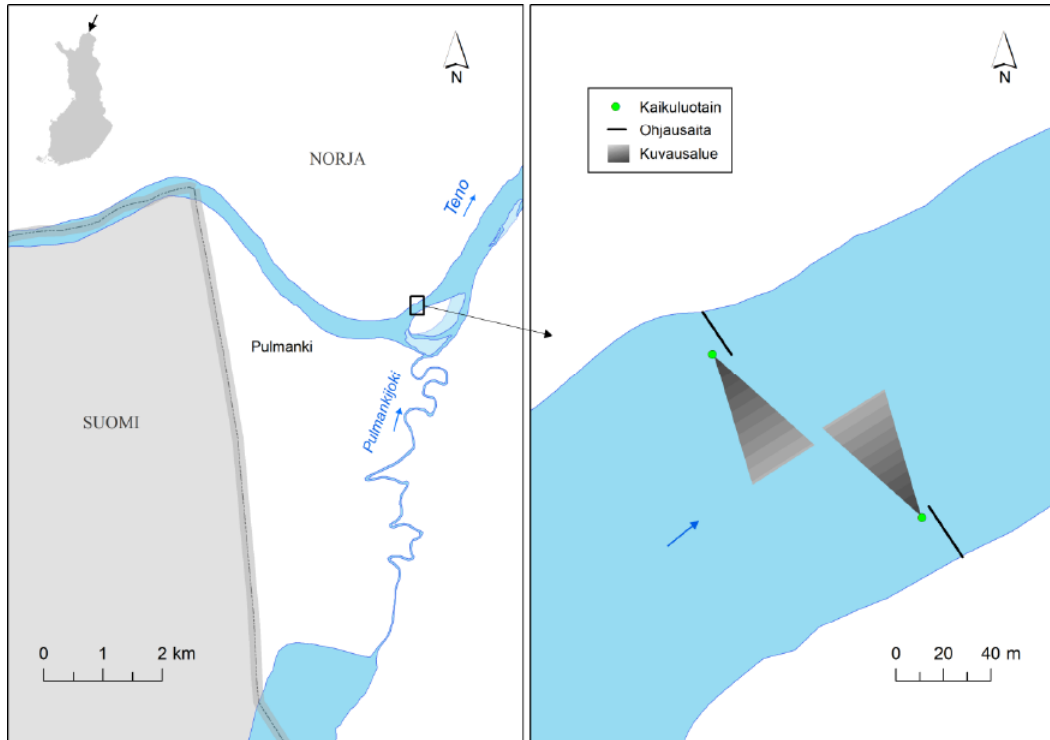 N
NORJA
Teno
Pulmanki
Pulmankijoki
SUOMI
0 1 2 km
N
Kaikuluotain
Ohjausaita
Kuvausalue
0 20 40 m